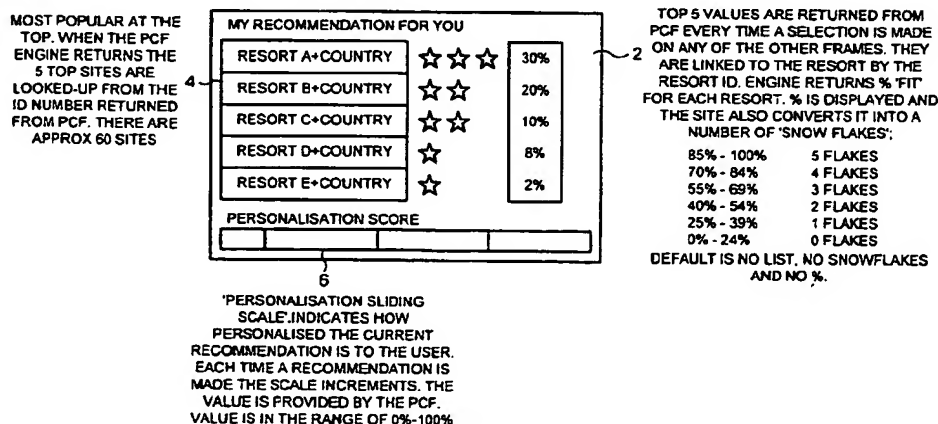 MOST POPULAR AT THE
TOP. WHEN THE PCF
ENGINE RETURNS THE
5 TOP SITES ARE
LOOKED-UP FROM THE
ID NUMBER RETURNED
FROM PCF. THERE ARE
APPROX 60 SITES
4
MY RECOMMENDATION FOR YOU
RESORT A+COUNTRY 30%
RESORT B+COUNTRY 20%
RESORT C+COUNTRY 10%
RESORT D+COUNTRY 8%
RESORT E+COUNTRY 2%
PERSONALISATION SCORE
2
6
'PERSONALISATION SLIDING
SCALE'.INDICATES HOW
PERSONALISED THE CURRENT
RECOMMENDATION IS TO THE USER.
EACH TIME A RECOMMENDATION IS
MADE THE SCALE INCREMENTS. THE
VALUE IS PROVIDED BY THE PCF.
VALUE IS IN THE RANGE OF 0%-100%
TOP 5 VALUES ARE RETURNED FROM
PCF EVERY TIME A SELECTION IS MADE
ON ANY OF THE OTHER FRAMES. THEY
ARE LINKED TO THE RESORT BY THE
RESORT ID. ENGINE RETURNS % 'FIT'
FOR EACH RESORT. % IS DISPLAYED AND
THE SITE ALSO CONVERTS IT INTO A
NUMBER OF 'SNOW FLAKES';
85% - 100% 5 FLAKES
70% - 84% 4 FLAKES
55% - 69% 3 FLAKES
40% - 54% 2 FLAKES
25% - 39% 1 FLAKES
0% - 24% 0 FLAKES
DEFAULT IS NO LIST, NO SNOWFLAKES
AND NO %.